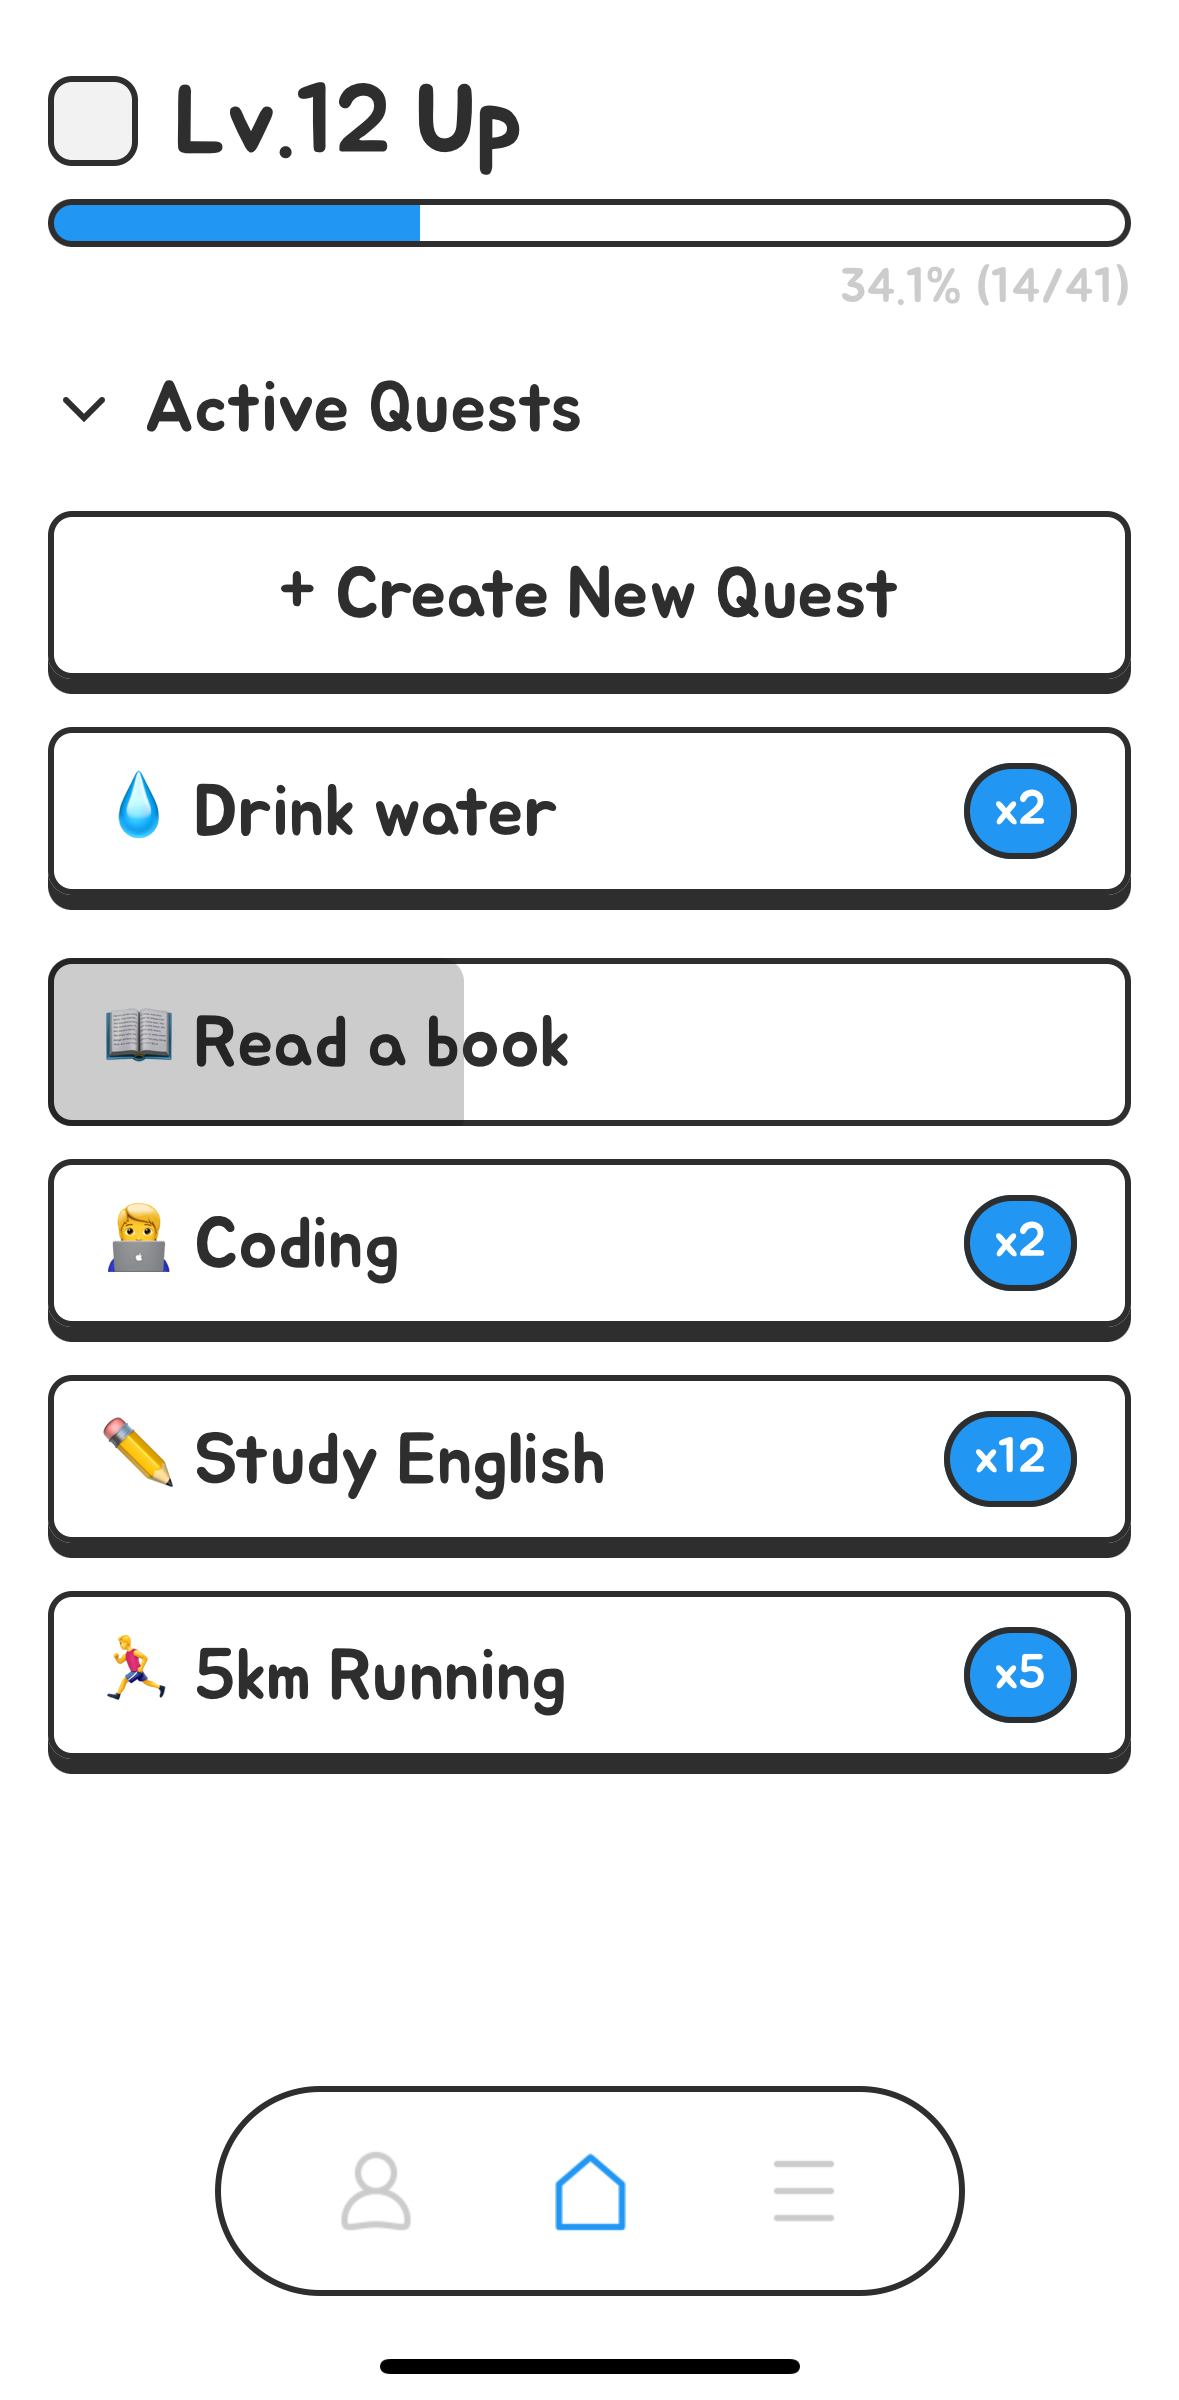 Lv.12 Up
34.1% (14/41)
Active Quests
+ Create New Quest
Drink water
x2
Read a book
Coding
x2
Study English
x12
5km Running
x5